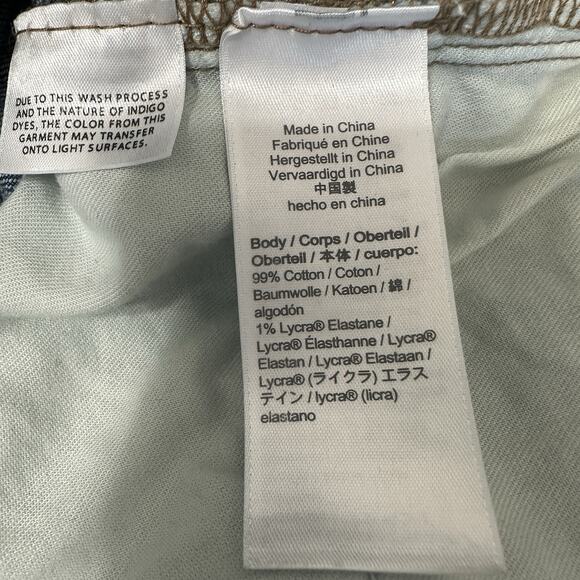 DUE TO THIS WASH PROCESS
AND THE NATURE OF INDIGO
DYES, THE COLOR FROM THIS
GARMENT MAY TRANSFER
ONTO LIGHT SURFACES.
Made in China
Fabriqué en Chine
Hergestellt in China
Vervaardigd in China
中国製
hecho en china
Body / Corps / Oberteil /
Oberteil / 本体 / cuerpo:
99% Cotton / Coton /
Baumwolle / Katoen / 綿 /
algodón
1% Lycra® Elastane /
Lycra® Élasthanne / Lycra®
Elastan / Lycra® Elastaan /
Lycra® (ライクラ) エラス
テイン / lycra® (licra)
elastano